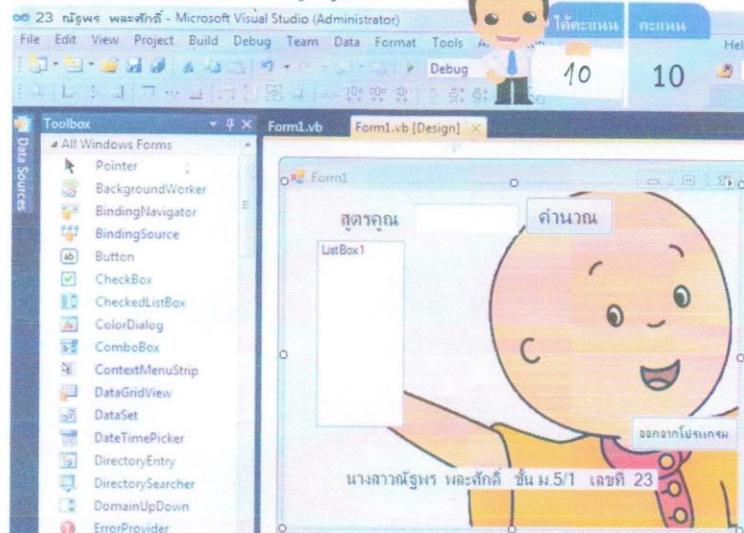 23 ณัฐพร พละศักดิ์ - Microsoft Visual Studio (Administrator)
File Edit View Project Build Debug Team Data Format Tools
Hel
ได้คะแนน คะแนน
10 10
Debug
Toolbox
Form1.vb Form1.vb [Design]
Data Sources
All Windows Forms
Pointer
BackgroundWorker
BindingNavigator
BindingSource
Button
CheckBox
CheckedListBox
ColorDialog
ComboBox
ContextMenuStrip
DataGridView
DataSet
DateTimePicker
DirectoryEntry
DirectorySearcher
DomainUpDown
ErrorProvider
Form1
สูตรคูณ
คำนวณ
ListBox1
ออกจากโปรแกรม
นางสาวณัฐพร พละศักดิ์ ชั้น ม.5/1 เลขที่ 23